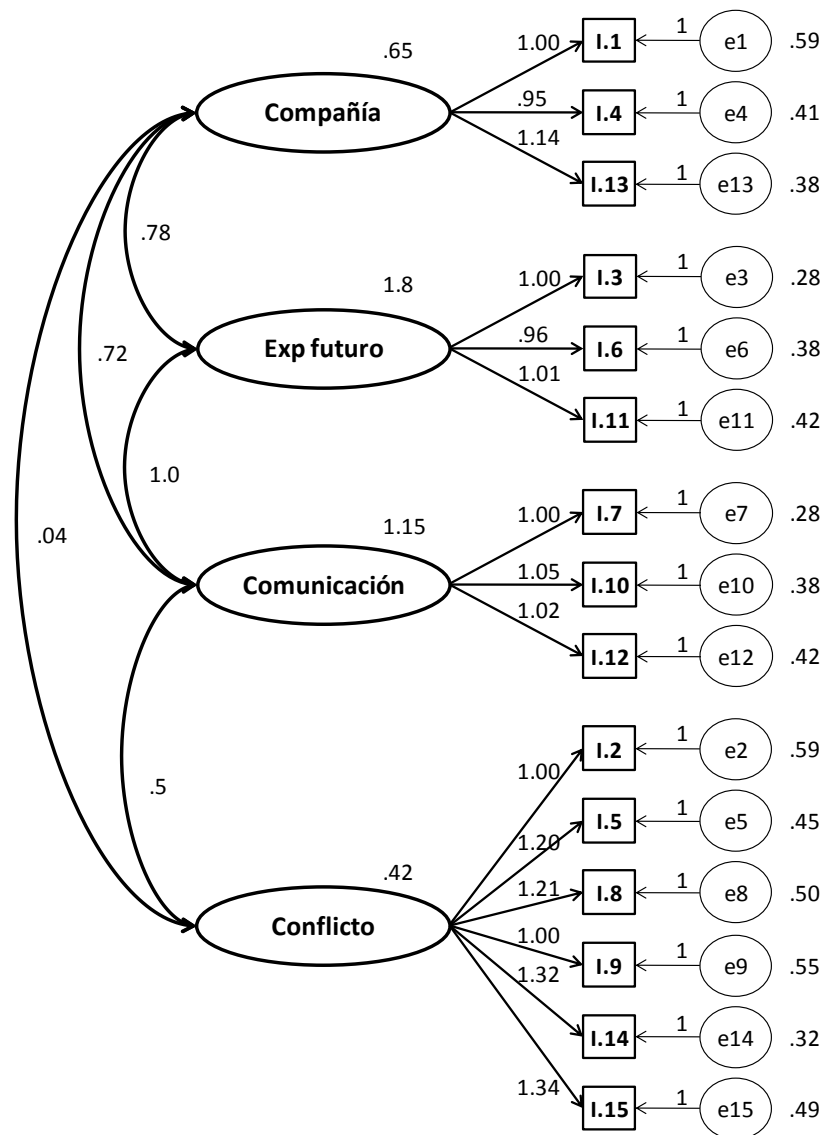 .65
1.00
I.1
1
e1
.59
Compañía
.95
I.4
1
e4
.41
1.14
I.13
1
e13
.38
.78
1.8
1.00
I.3
1
e3
.28
Exp futuro
.96
I.6
1
e6
.38
.72
1.01
I.11
1
e11
.42
1.0
1.15
1.00
I.7
1
e7
.28
.04
Comunicación
1.05
I.10
1
e10
.38
1.02
I.12
1
e12
.42
.5
.42
1.00
I.2
1
e2
.59
1.20
I.5
1
e5
.45
Conflicto
1.21
I.8
1
e8
.50
1.00
I.9
1
e9
.55
1.32
I.14
1
e14
.32
1.34
I.15
1
e15
.49